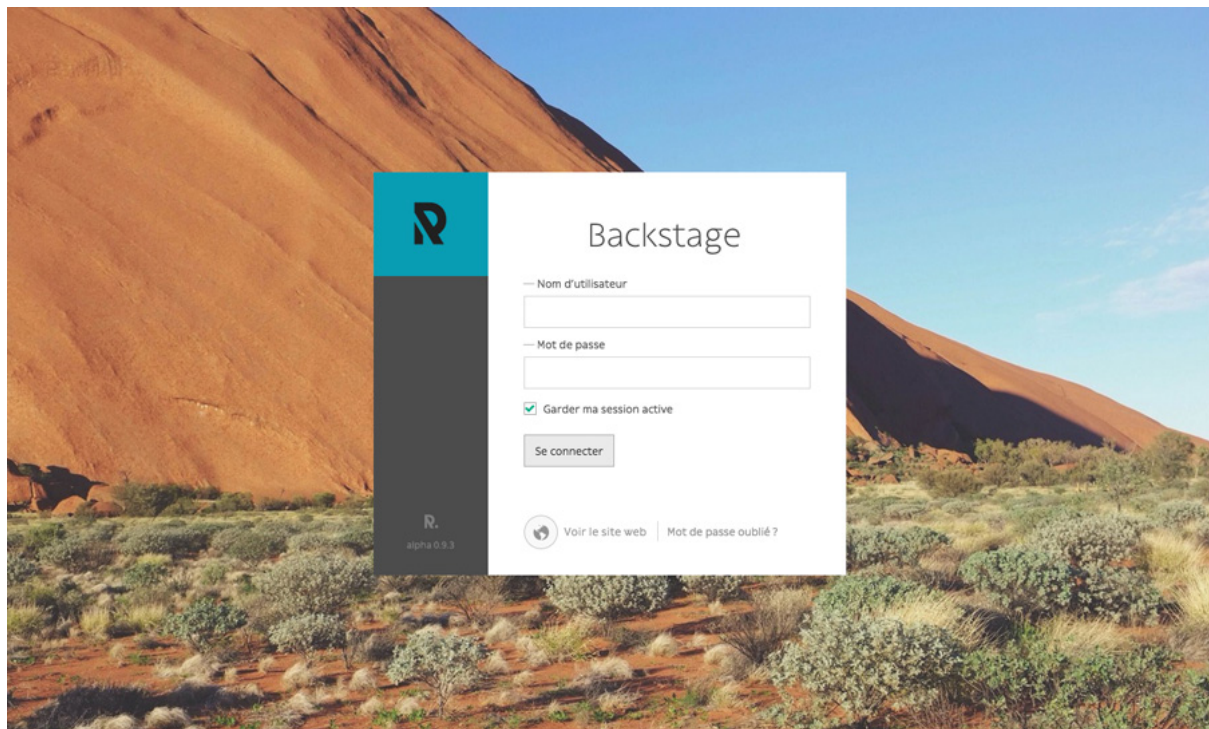 Backstage
Nom d'utilisateur
Mot de passe
Garder ma session active
Se connecter
Voir le site web
Mot de passe oublié ?
R.
alpha 0.9.3